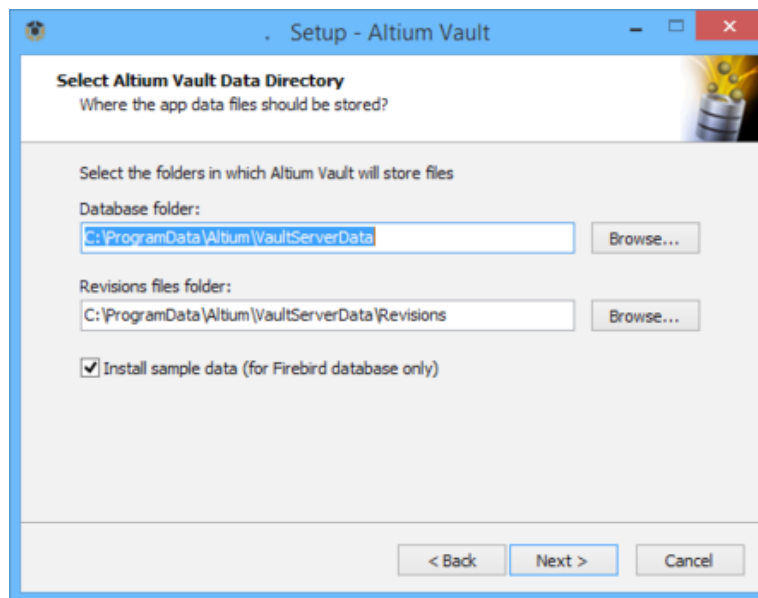 . Setup - Altium Vault
Select Altium Vault Data Directory
Where the app data files should be stored?
Select the folders in which Altium Vault will store files
Database folder:
C:\ProgramData\Altium\VaultServerData
Browse...
Revisions files folder:
C:\ProgramData\Altium\VaultServerData\Revisions
Browse...
Install sample data (for Firebird database only)
< Back Next > Cancel